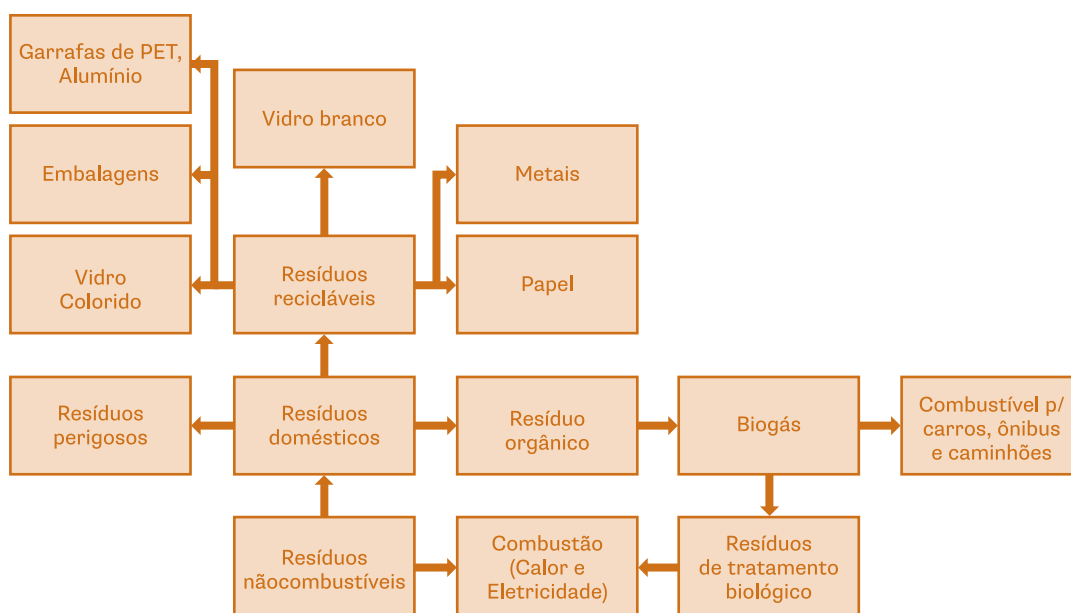 Garrafas de PET,
Alumínio
Vidro branco
Embalagens
Metais
Vidro
Colorido
Resíduos
recicláveis
Papel
Resíduos
perigosos
Resíduos
domésticos
Resíduo
orgânico
Biogás
Combustível p/
carros, ônibus
e caminhões
Resíduos
nãocombustíveis
Combustão
(Calor e
Eletricidade)
Resíduos
de tratamento
biológico